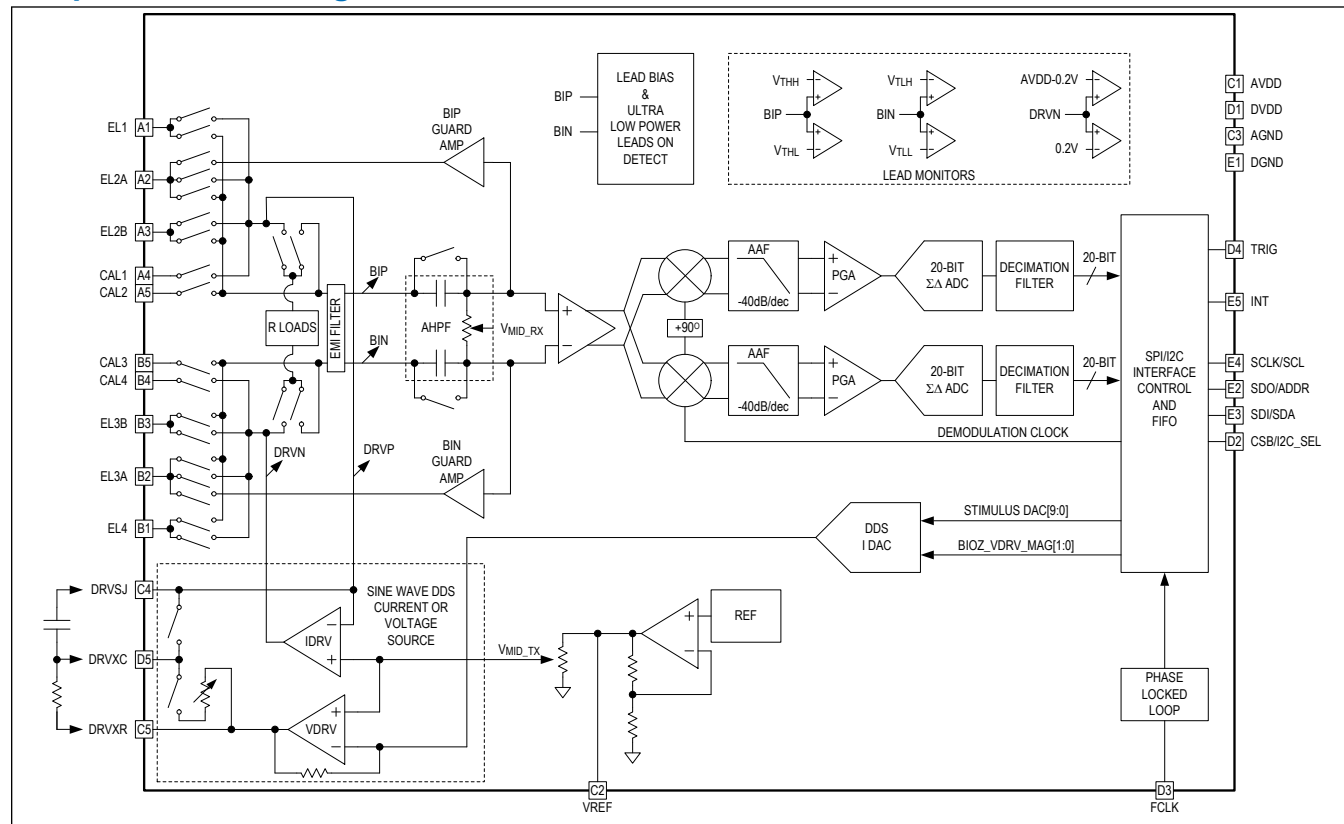 EL1 A1
EL2A A2
EL2B A3
CAL1 A4
CAL2 A5
CAL3 B5
CAL4 B4
EL3B B3
EL3A B2
EL4 B1
DRVSJ C4
DRVXC D5
DRVXR C5
BIP
GUARD
AMP
R LOADS
EMI FILTER
BIP
BIN
DRVN
DRVP
BIN
GUARD
AMP
AHPF
VMID_RX
BIP
BIN
LEAD BIAS
&
ULTRA
LOW POWER
LEADS ON
DETECT
VTHH
BIP
VTHL
VTLH
BIN
VTLL
AVDD-0.2V
DRVN
0.2V
LEAD MONITORS
+
−
+90O
AAF
-40dB/dec
+
−
PGA
20-BIT
ΣΔ ADC
DECIMATION
FILTER
20-BIT
AAF
-40dB/dec
+
−
PGA
20-BIT
ΣΔ ADC
DECIMATION
FILTER
20-BIT
DEMODULATION CLOCK
STIMULUS DAC[9:0]
BIOZ_VDRV_MAG[1:0]
DDS
I DAC
SPI/I2C
INTERFACE
CONTROL
AND
FIFO
PHASE
LOCKED
LOOP
SINE WAVE DDS
CURRENT OR
VOLTAGE
SOURCE
−
IDRV
+
+
VDRV
−
VMID_TX
+
−
REF
C2
VREF
D3
FCLK
C1 AVDD
D1 DVDD
C3 AGND
E1 DGND
D4 TRIG
E5 INT
E4 SCLK/SCL
E2 SDO/ADDR
E3 SDI/SDA
D2 CSB/I2C_SEL